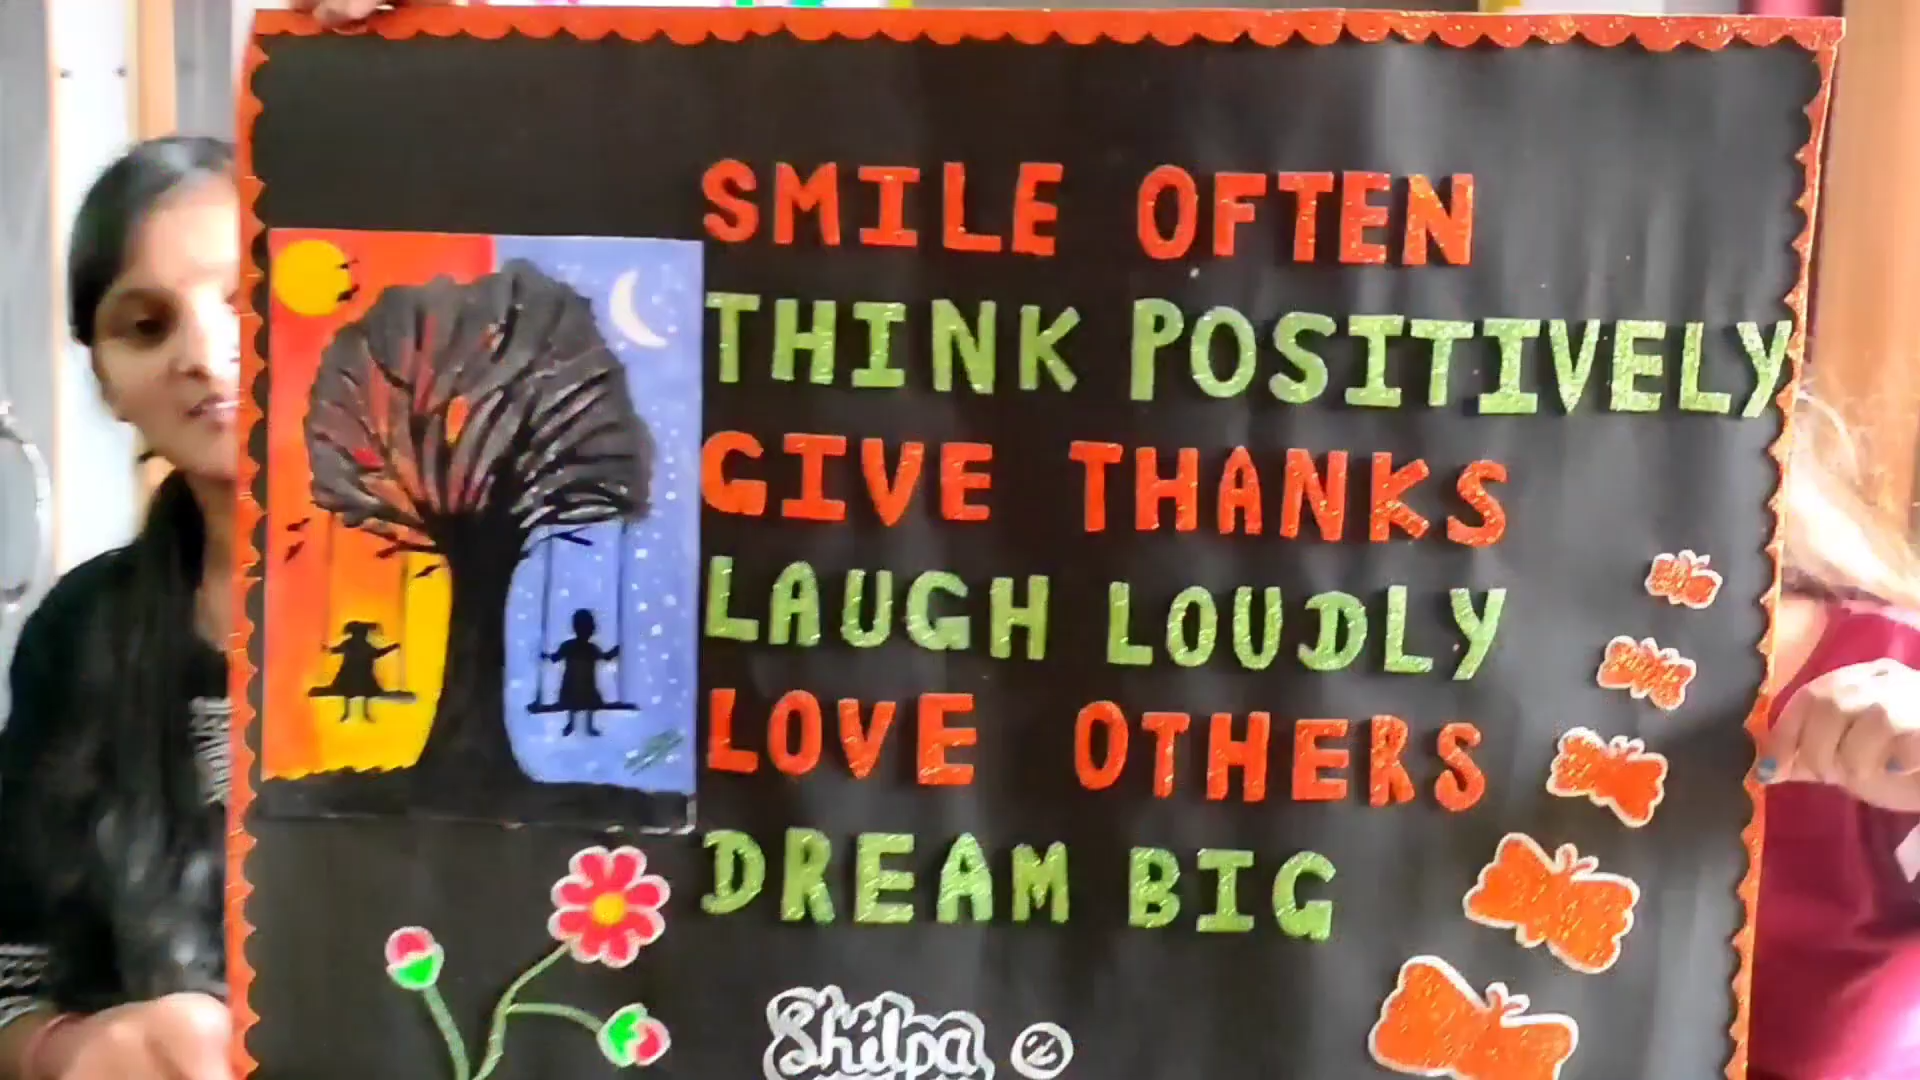 SMILE OFTEN
THINK POSITIVELY
GIVE THANKS
LAUGH LOUDLY
LOVE OTHERS
DREAM BIG
Shilpa